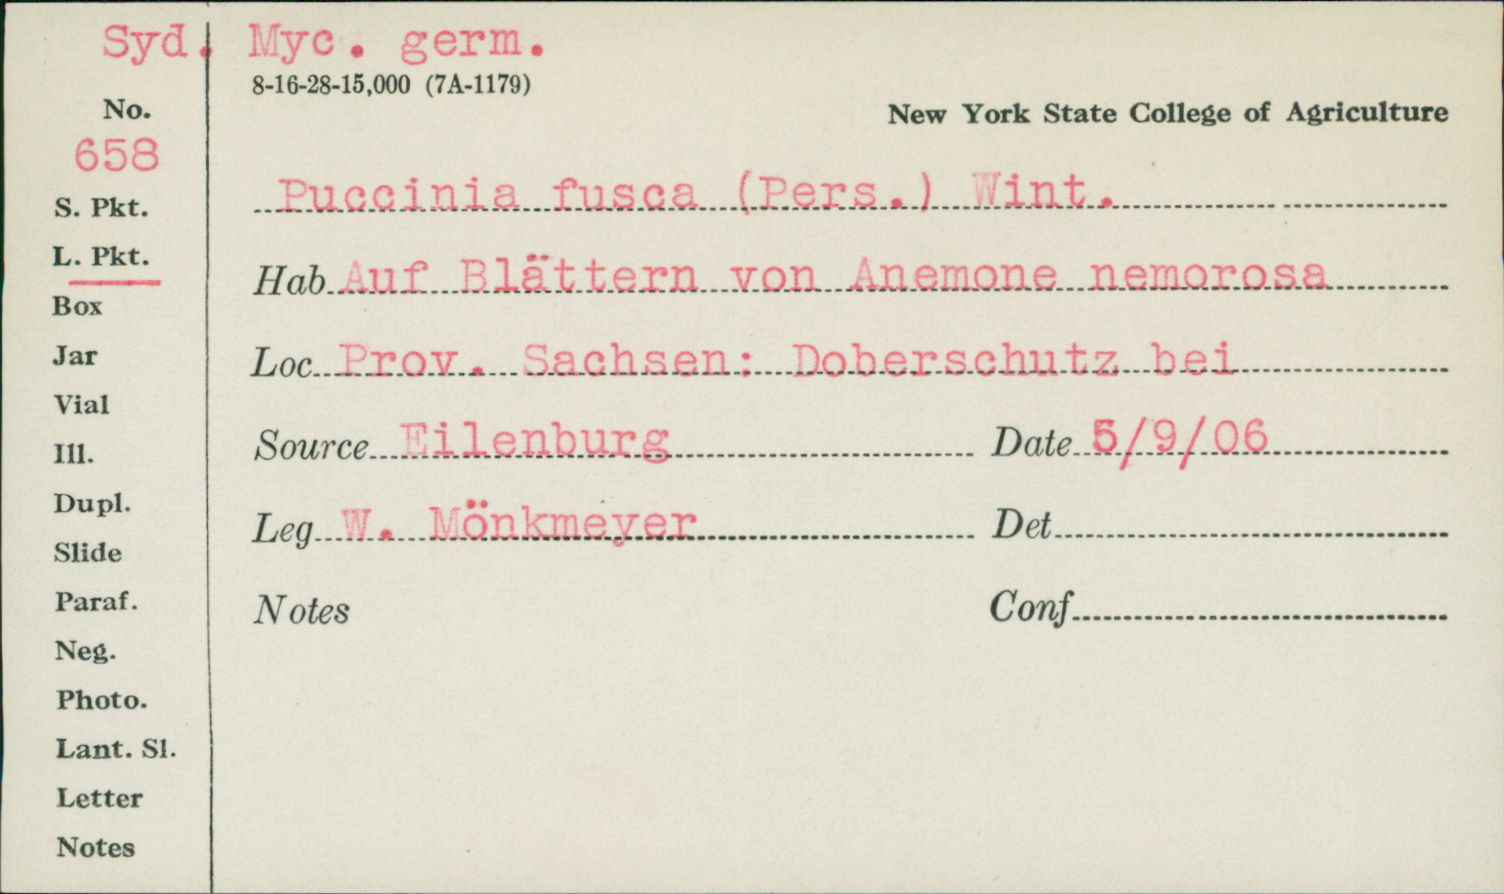 Syd. Myc. germ.
8-16-28-15,000 (7A-1179)
New York State College of Agriculture
No.
658
S. Pkt.
L. Pkt.
Box
Jar
Vial
Ill.
Dupl.
Slide
Paraf.
Neg.
Photo.
Lant. Sl.
Letter
Notes
Puccinia fusca (Pers.) Wint.
Hab Auf Blättern von Anemone nemorosa
Loc Prov. Sachsen: Doberschutz bei
Source Eilenburg Date 5/9/06
Leg W. Mönkmeyer Det
Notes Conf